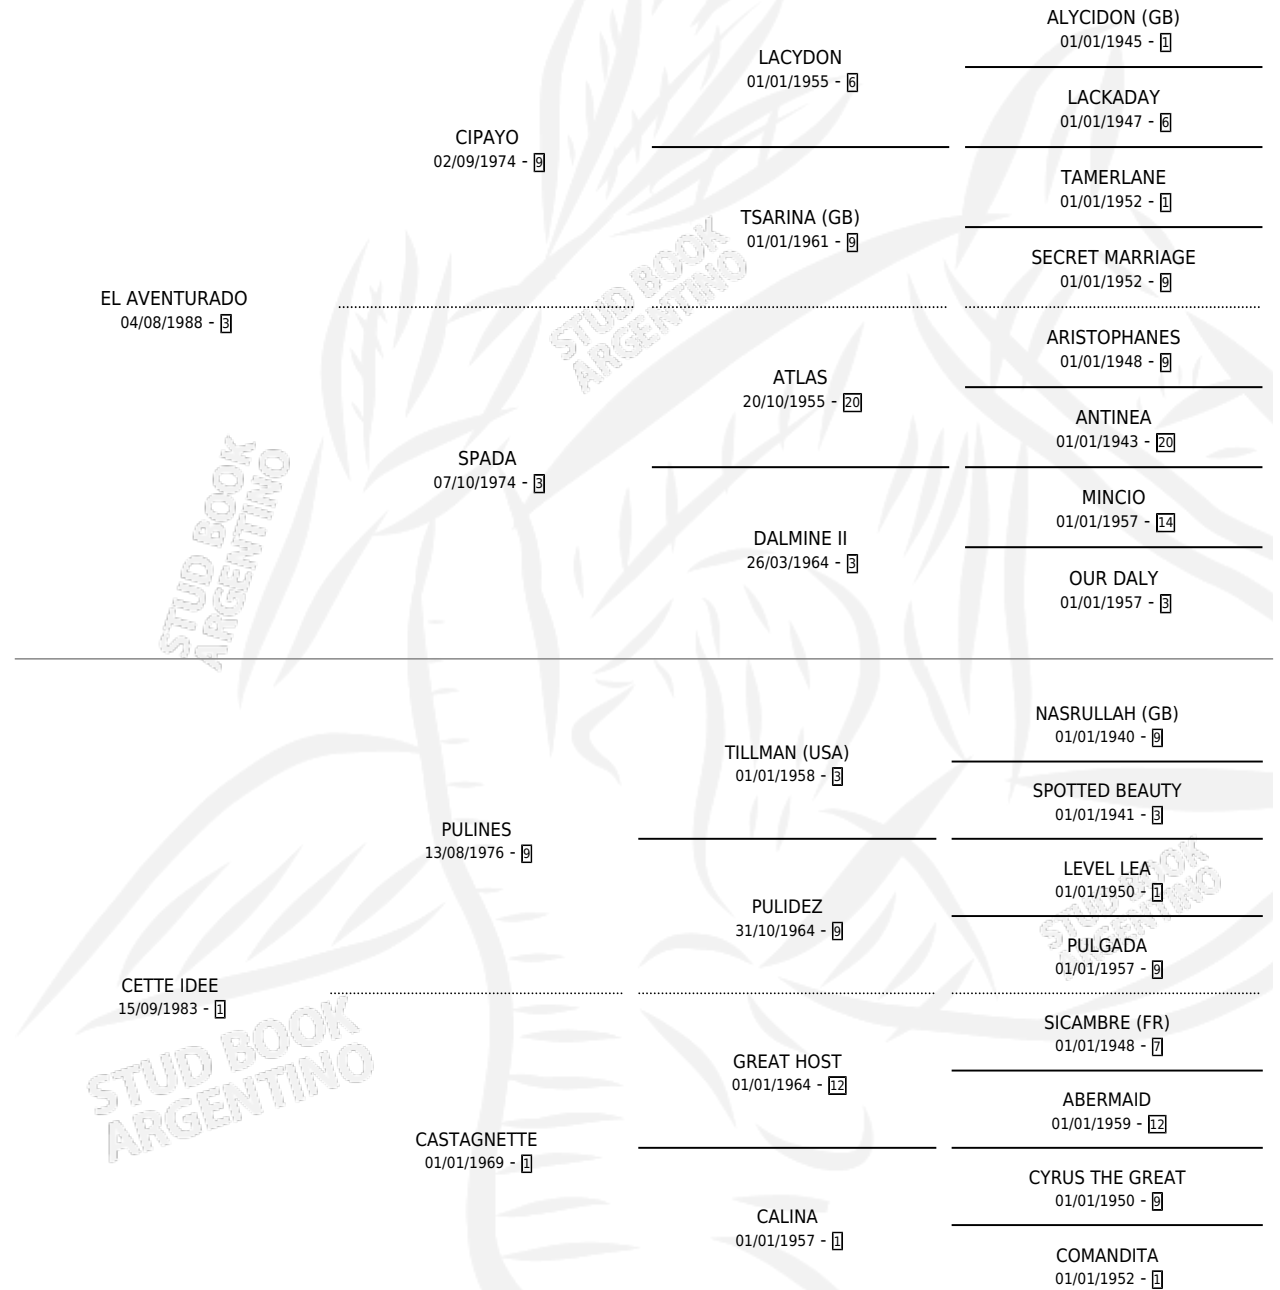 ALYCIDON (GB)
01/01/1945 - 1
LACYDON
01/01/1955 - 6
LACKADAY
01/01/1947 - 6
CIPAYO
02/09/1974 - 9
TAMERLANE
01/01/1952 - 1
TSARINA (GB)
01/01/1961 - 9
SECRET MARRIAGE
01/01/1952 - 9
EL AVENTURADO
04/08/1988 - 3
STUD BOOK
ARGENTINO
ARISTOPHANES
01/01/1948 - 9
ATLAS
20/10/1955 - 20
ANTINEA
01/01/1943 - 20
SPADA
07/10/1974 - 3
MINCIO
01/01/1957 - 14
DALMINE II
26/03/1964 - 3
OUR DALY
01/01/1957 - 3
STUD BOOK
ARGENTINO
NASRULLAH (GB)
01/01/1940 - 9
TILLMAN (USA)
01/01/1958 - 3
SPOTTED BEAUTY
01/01/1941 - 3
PULINES
13/08/1976 - 9
LEVEL LEA
01/01/1950 - 1
PULIDEZ
31/10/1964 - 9
PULGADA
01/01/1957 - 9
STUD BOOK
ARGENTINO
CETTE IDEE
15/09/1983 - 1
SICAMBRE (FR)
01/01/1948 - 7
GREAT HOST
01/01/1964 - 12
ABERMAID
01/01/1959 - 12
STUD BOOK
ARGENTINO
CASTAGNETTE
01/01/1969 - 1
CYRUS THE GREAT
01/01/1950 - 9
CALINA
01/01/1957 - 1
COMANDITA
01/01/1952 - 1